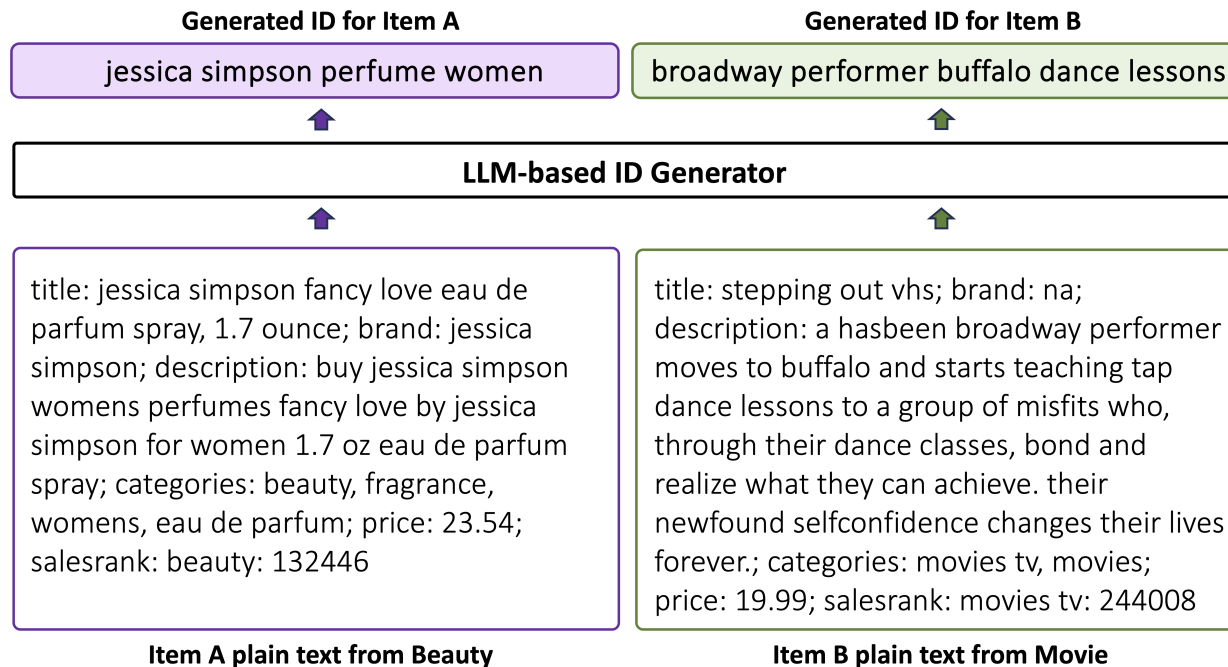 Generated ID for Item A
jessica simpson perfume women
Generated ID for Item B
broadway performer buffalo dance lessons
LLM-based ID Generator
title: jessica simpson fancy love eau de
parfum spray, 1.7 ounce; brand: jessica
simpson; description: buy jessica simpson
womens perfumes fancy love by jessica
simpson for women 1.7 oz eau de parfum
spray; categories: beauty, fragrance,
womens, eau de parfum; price: 23.54;
salesrank: beauty: 132446
Item A plain text from Beauty
title: stepping out vhs; brand: na;
description: a hasbeen broadway performer
moves to buffalo and starts teaching tap
dance lessons to a group of misfits who,
through their dance classes, bond and
realize what they can achieve. their
newfound selfconfidence changes their lives
forever.; categories: movies tv, movies;
price: 19.99; salesrank: movies tv: 244008
Item B plain text from Movie